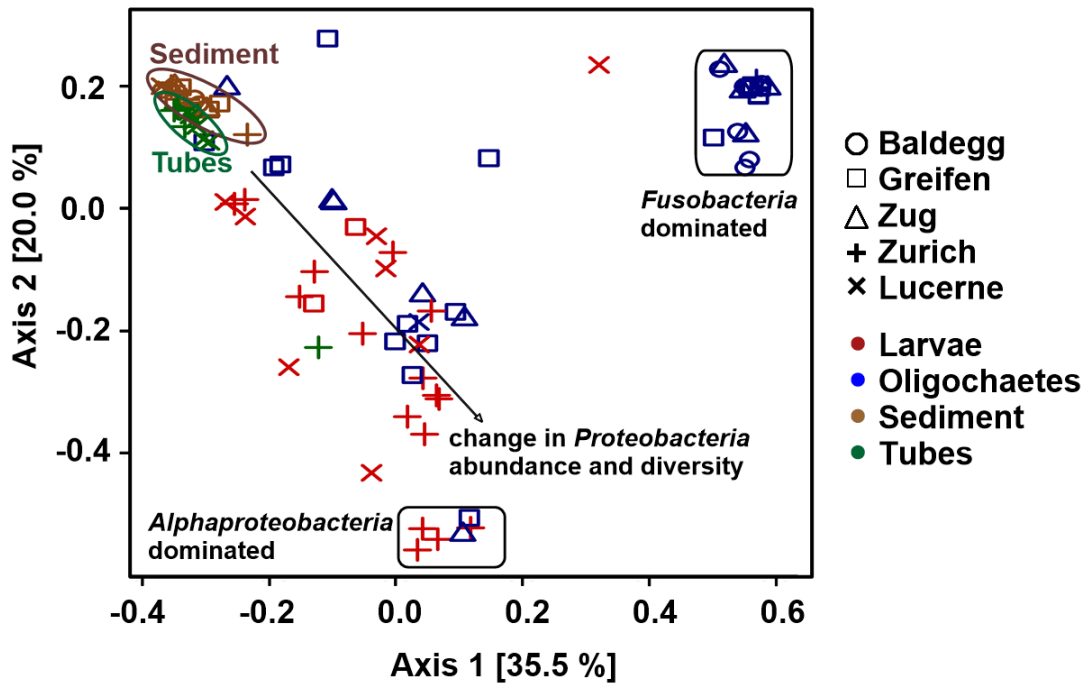 Sediment
Tubes
Fusobacteria
dominated
change in Proteobacteria
abundance and diversity
Alphaproteobacteria
dominated
0.2
0.0
-0.2
-0.4
Axis 2 [20.0 %]
-0.4 -0.2 0.0 0.2 0.4 0.6
Axis 1 [35.5 %]
Baldegg
Greifen
Zug
Zurich
Lucerne
Larvae
Oligochaetes
Sediment
Tubes